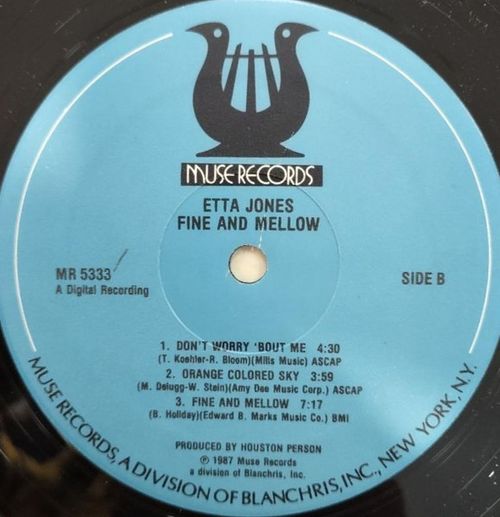 MUSE RECORDS
ETTA JONES
FINE AND MELLOW
MR 5333
A Digital Recording
SIDE B
1. DON'T WORRY 'BOUT ME 4:30
(T. Koehler-R. Bloom)(Mills Music) ASCAP
2. ORANGE COLORED SKY 3:59
(M. Delugg-W. Stein)(Amy Dee Music Corp.) ASCAP
3. FINE AND MELLOW 7:17
(B. Holiday)(Edward B. Marks Music Co.) BMI
PRODUCED BY HOUSTON PERSON
℗ 1987 Muse Records
a division of Blanchris, Inc.
MUSE RECORDS, A DIVISION OF BLANCHRIS, INC., NEW YORK, N.Y.